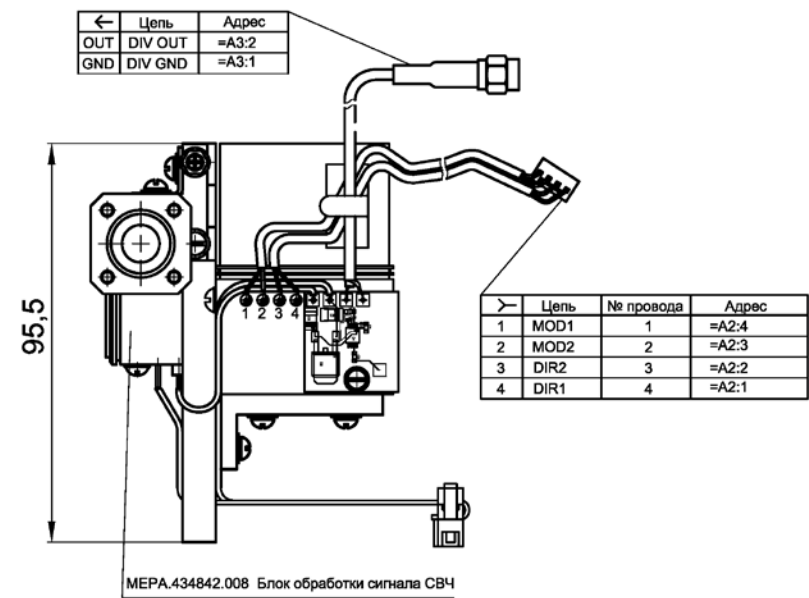 ← Цепь Адрес
OUT DIV OUT =A3:2
GND DIV GND =A3:1
95,5
1 2 3 4
≻ Цепь № провода Адрес
1 MOD1 1 =A2:4
2 MOD2 2 =A2:3
3 DIR2 3 =A2:2
4 DIR1 4 =A2:1
МЕРА.434842.008 Блок обработки сигнала СВЧ